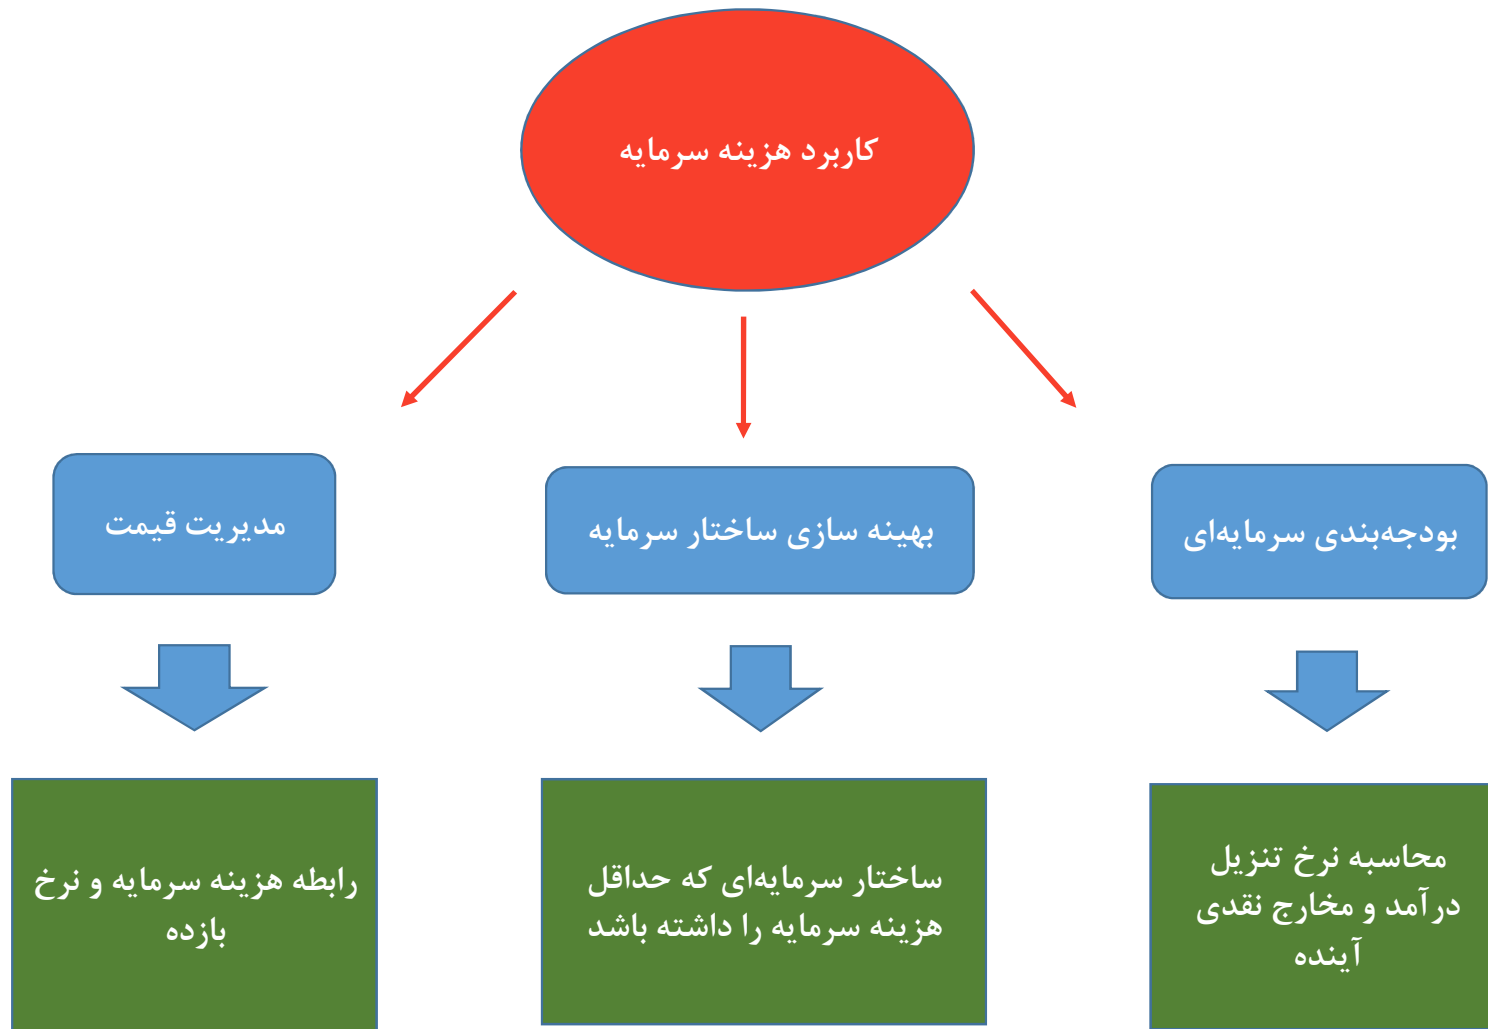 کاربرد هزینه سرمایه
بودجه‌بندی سرمایه‌ای
بهینه سازی ساختار سرمایه
مدیریت قیمت
محاسبه نرخ تنزیل
درآمد و مخارج نقدی
آینده
ساختار سرمایه‌ای که حداقل
هزینه سرمایه را داشته باشد
رابطه هزینه سرمایه و نرخ
بازده